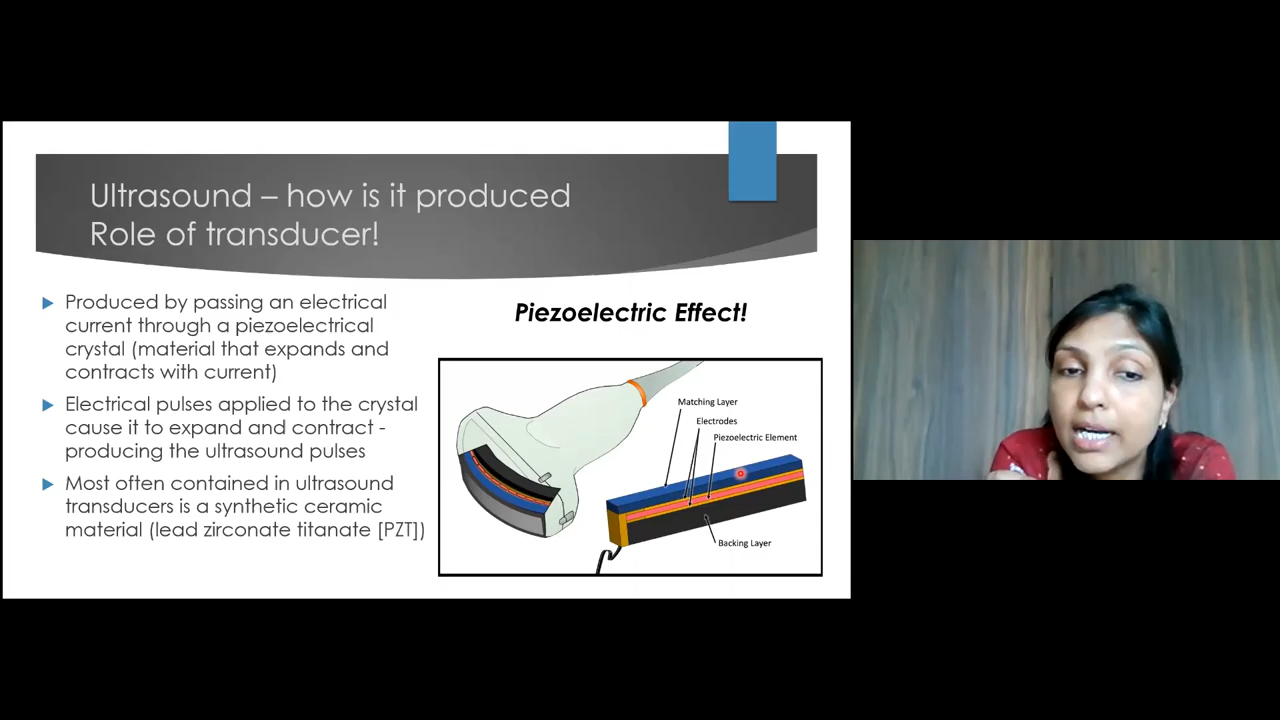 Ultrasound – how is it produced
Role of transducer!
Produced by passing an electrical
current through a piezoelectrical
crystal (material that expands and
contracts with current)
Electrical pulses applied to the crystal
cause it to expand and contract -
producing the ultrasound pulses
Most often contained in ultrasound
transducers is a synthetic ceramic
material (lead zirconate titanate [PZT])
Piezoelectric Effect!
Matching Layer
Electrodes
Piezoelectric Element
Backing Layer